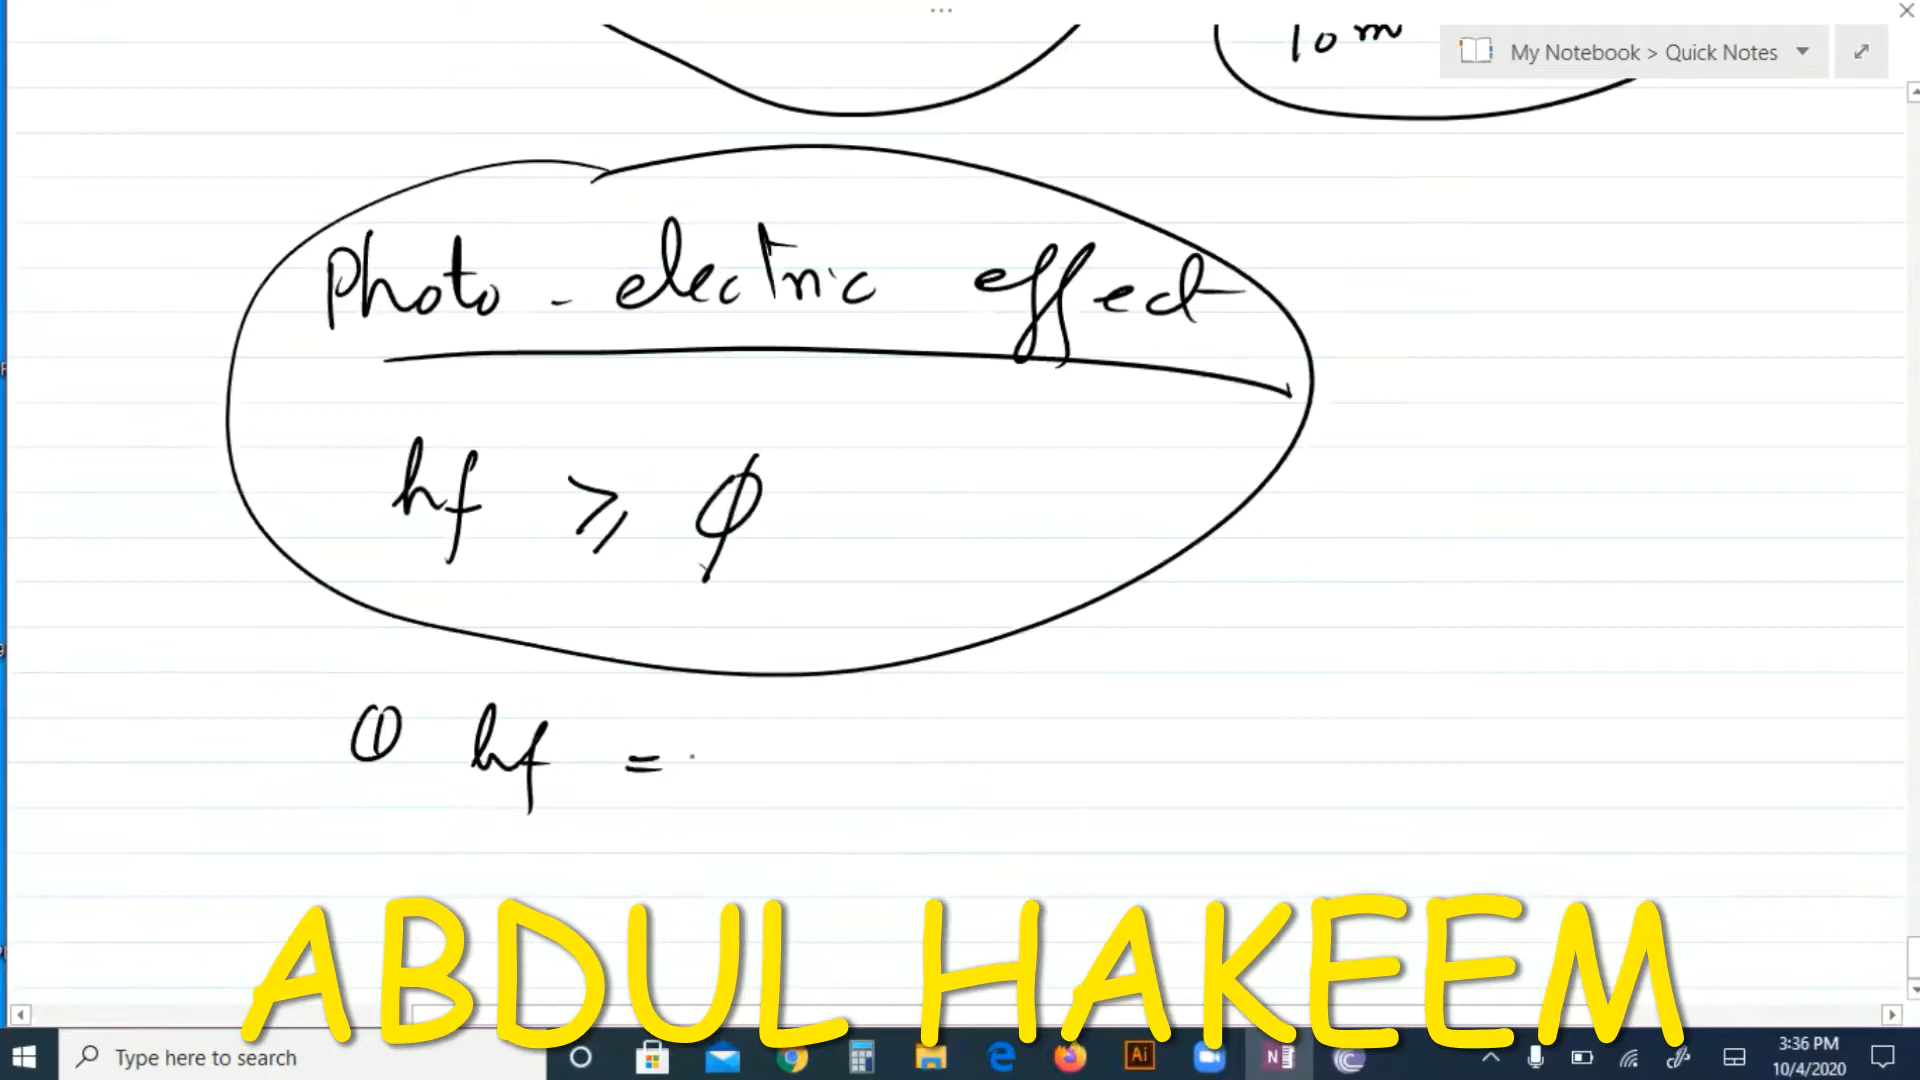 10 m
My Notebook > Quick Notes
Photo - electric effect
hf ⩾ ϕ
① hf =
ABDUL HAKEEM
Type here to search
Ai
N
3:36 PM
10/4/2020